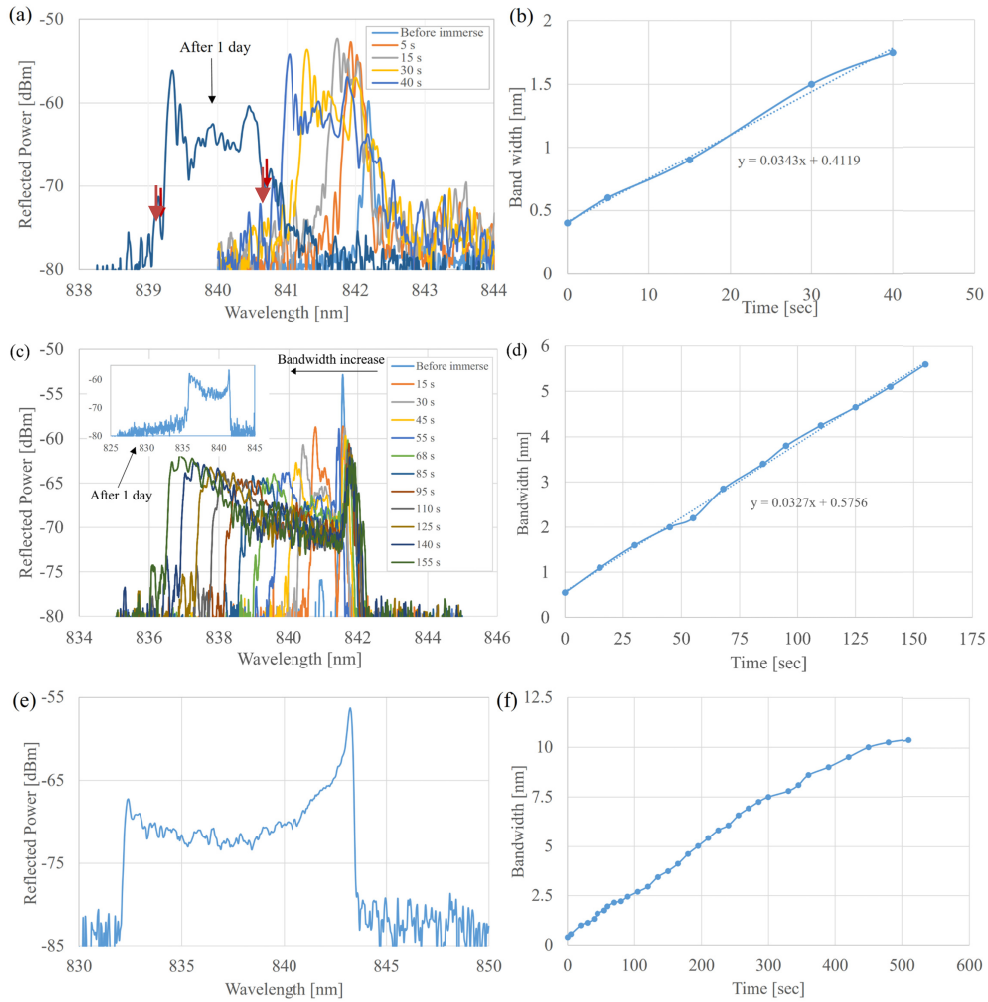 (a)
-50
-60
-70
-80
Reflected Power [dBm]
838
839
840
841
842
843
844
Wavelength [nm]
After 1 day
Before immerse
5 s
15 s
30 s
40 s
(b)
2
1.5
1
0.5
0
Band width [nm]
y = 0.0343x + 0.4119
0
10
20
30
40
50
Time [sec]
(c)
-50
-55
-60
-65
-70
-75
-80
Reflected Power [dBm]
834
836
838
840
842
844
846
Wavelength [nm]
-60
-70
-80
825
830
835
840
845
After 1 day
Bandwidth increase
Before immerse
15 s
30 s
45 s
55 s
68 s
85 s
95 s
110 s
125 s
140 s
155 s
(d)
6
5
4
3
2
1
0
Bandwidth [nm]
y = 0.0327x + 0.5756
0
25
50
75
100
125
150
175
Time [sec]
(e)
-55
-65
-75
-85
Reflected Power [dBm]
830
835
840
845
850
Wavelength [nm]
(f)
12.5
10
7.5
5
2.5
0
Bandwidth [nm]
0
100
200
300
400
500
600
Time [sec]